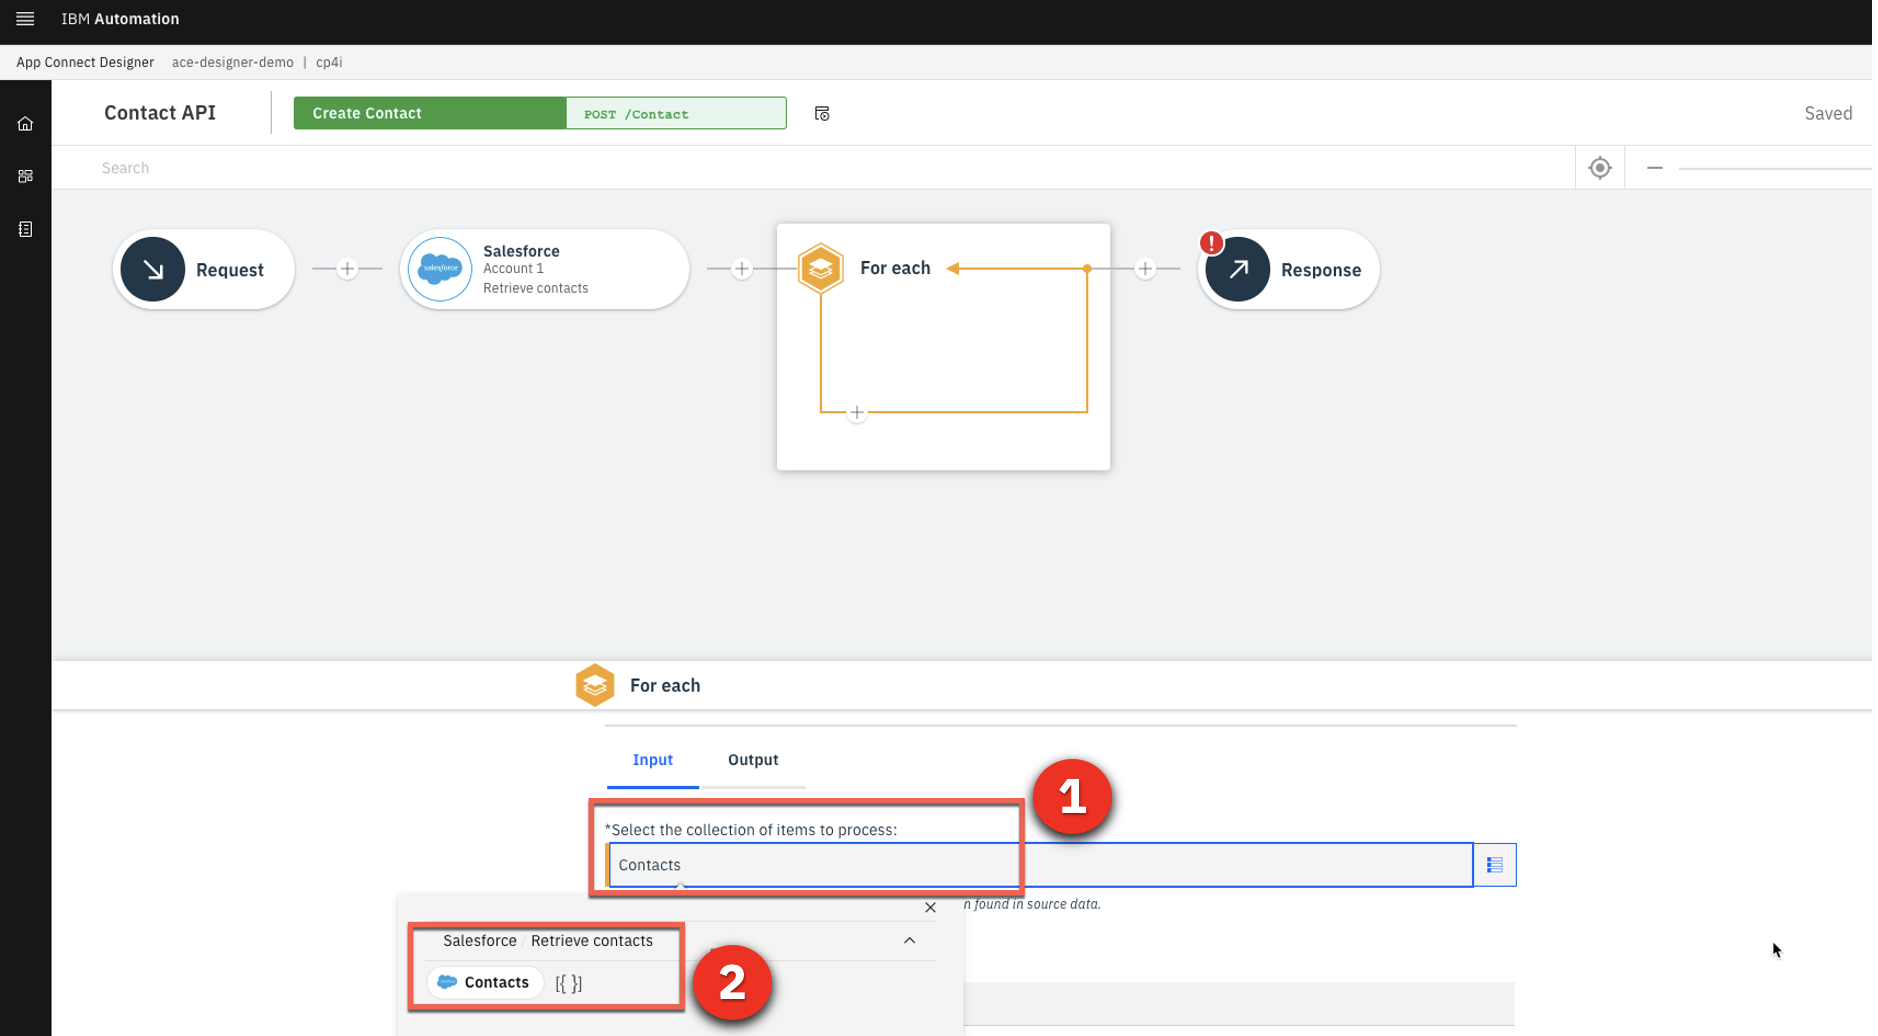 IBM Automation
App Connect Designer ace-designer-demo | cp4i
Contact API
Create Contact
POST /Contact
Saved
Search
Request
salesforce
Salesforce
Account 1
Retrieve contacts
For each
!
Response
For each
Input
Output
1
*Select the collection of items to process:
Contacts
n found in source data.
Salesforce / Retrieve contacts
Contacts [{ }]
2